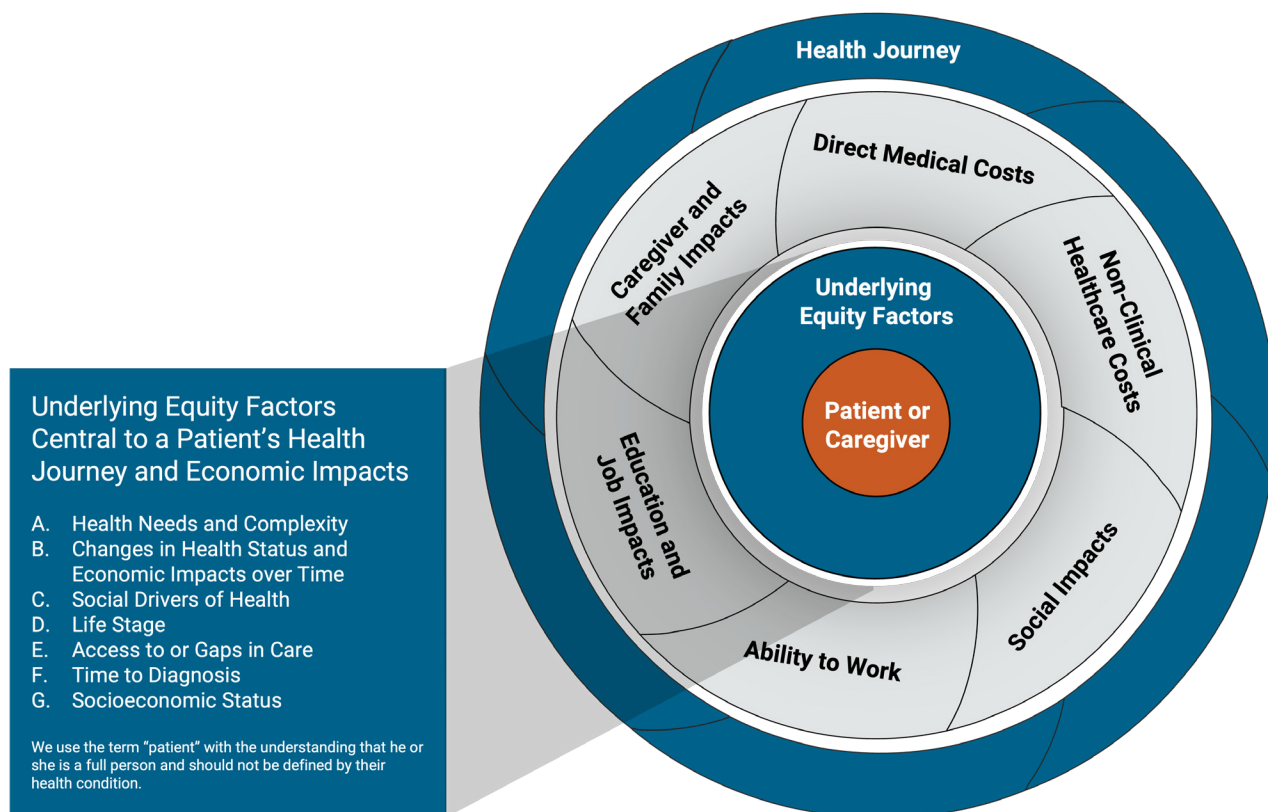 Health Journey
Direct Medical Costs
Caregiver and
Family Impacts
Non-Clinical
Healthcare Costs
Underlying
Equity Factors
Patient or
Caregiver
Education and
Job Impacts
Social Impacts
Ability to Work
Underlying Equity Factors
Central to a Patient’s Health
Journey and Economic Impacts
A. Health Needs and Complexity
B. Changes in Health Status and
Economic Impacts over Time
C. Social Drivers of Health
D. Life Stage
E. Access to or Gaps in Care
F. Time to Diagnosis
G. Socioeconomic Status
We use the term “patient” with the understanding that he or
she is a full person and should not be defined by their
health condition.